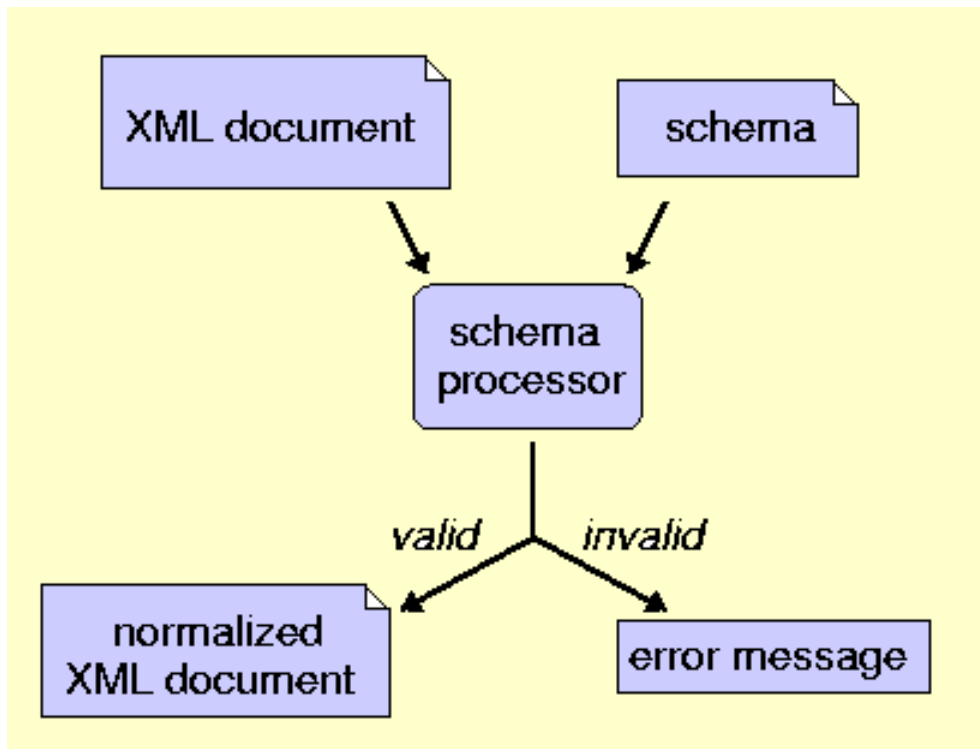 XML document
schema
schema
processor
valid
invalid
normalized
XML document
error message